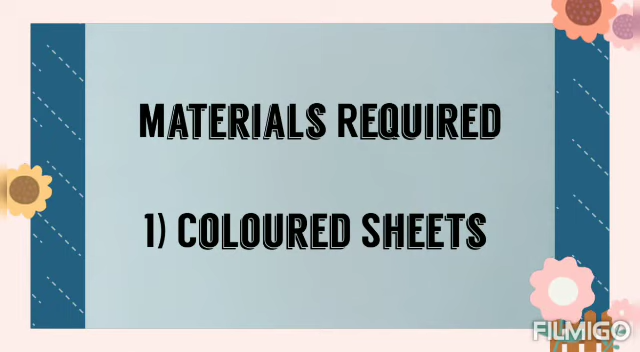 MATERIALS REQUIRED
1) COLOURED SHEETS
FILMIGO